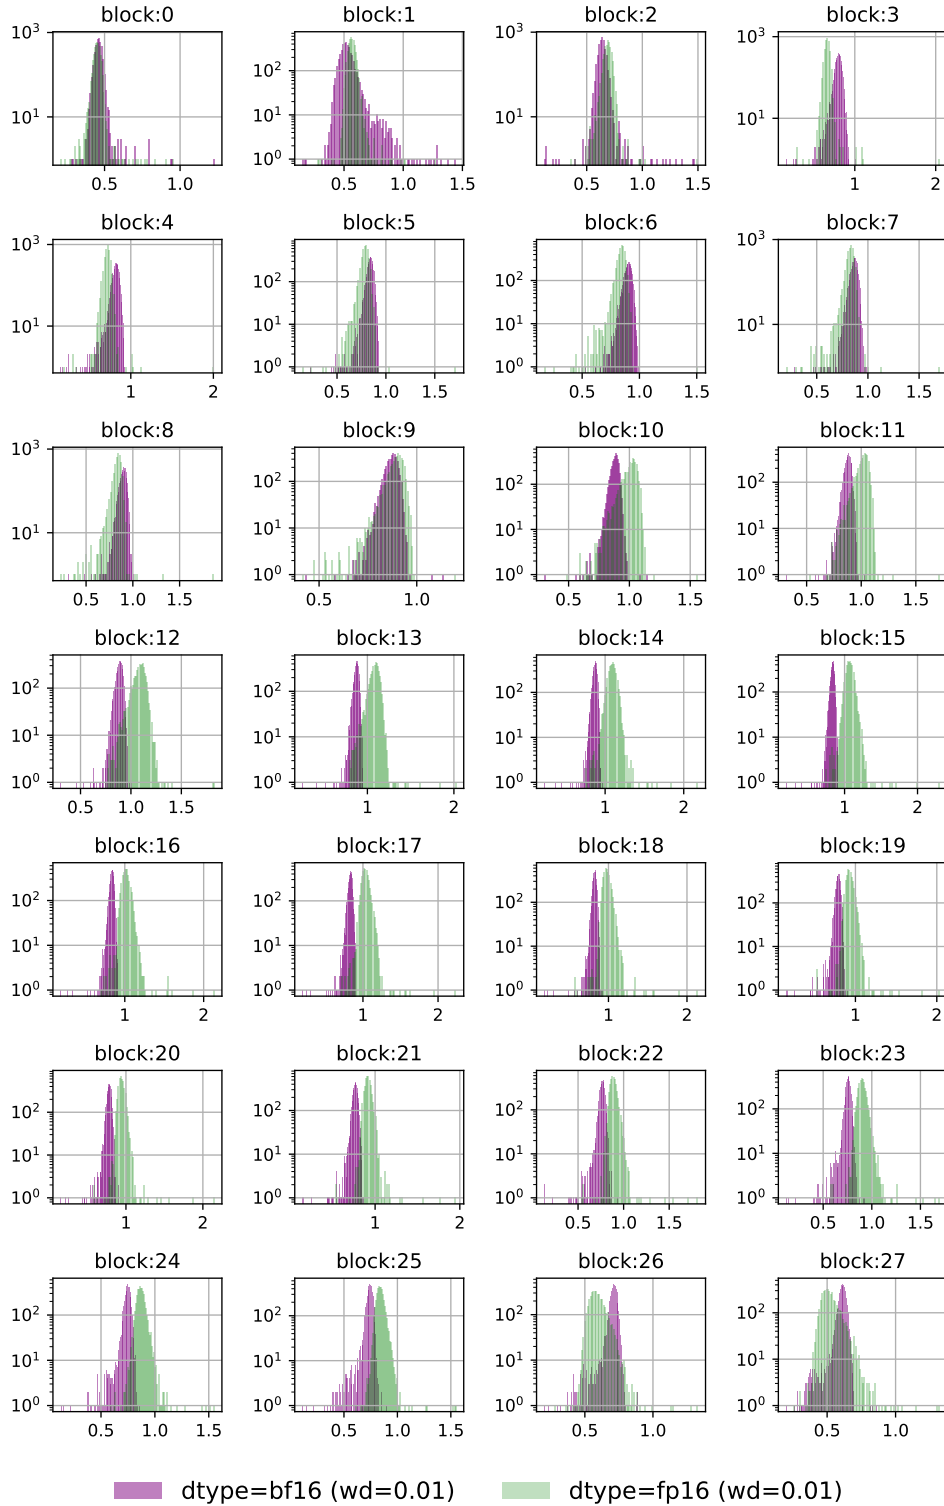 block:0 block:1 block:2 block:3
10³ 10² 10³ 10³
10¹ 10¹ 10¹ 10¹
10⁰
0.5 1.0 0.5 1.0 1.5 0.5 1.0 1.5 1 2
block:4 block:5 block:6 block:7
10³ 10² 10² 10³
10¹ 10¹ 10¹ 10¹
10⁰ 10⁰
1 2 0.5 1.0 1.5 0.5 1.0 1.5 0.5 1.0 1.5
block:8 block:9 block:10 block:11
10³ 10² 10² 10²
10¹ 10¹ 10¹ 10¹
10⁰ 10⁰ 10⁰
0.5 1.0 1.5 0.5 1.0 0.5 1.0 1.5 0.5 1.0 1.5
block:12 block:13 block:14 block:15
10² 10² 10² 10²
10¹ 10¹ 10¹ 10¹
10⁰ 10⁰ 10⁰ 10⁰
0.5 1.0 1.5 1 2 1 2 1 2
block:16 block:17 block:18 block:19
10² 10² 10² 10²
10¹ 10¹ 10¹ 10¹
10⁰ 10⁰ 10⁰ 10⁰
1 2 1 2 1 2 1 2
block:20 block:21 block:22 block:23
10² 10² 10² 10²
10¹ 10¹ 10¹ 10¹
10⁰ 10⁰ 10⁰ 10⁰
1 2 1 2 0.5 1.0 1.5 0.5 1.0 1.5
block:24 block:25 block:26 block:27
10² 10² 10² 10²
10¹ 10¹ 10¹ 10¹
10⁰ 10⁰ 10⁰ 10⁰
0.5 1.0 1.5 0.5 1.0 1.5 0.5 1.0 0.5 1.0
dtype=bf16 (wd=0.01) dtype=fp16 (wd=0.01)